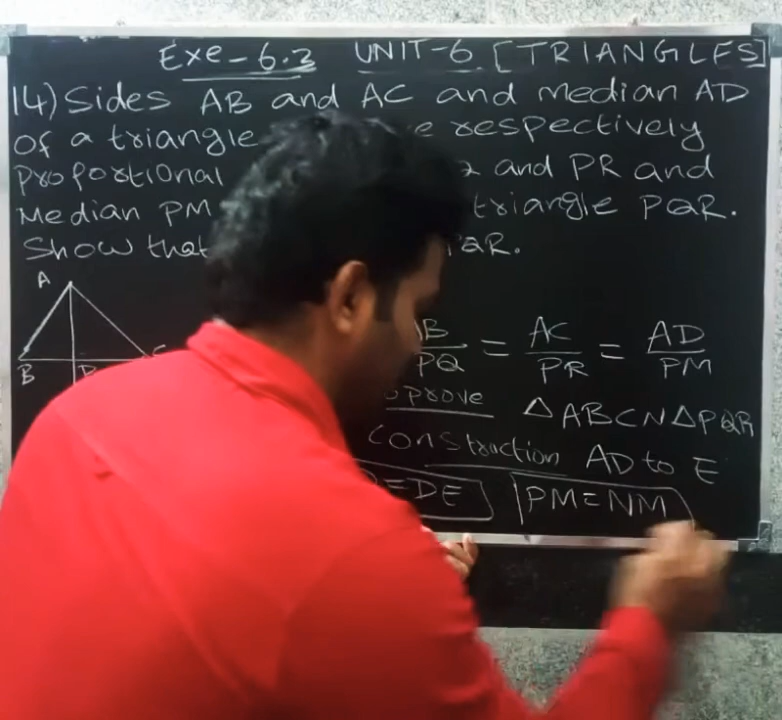 Exe-6.3 UNIT-6 [TRIANGLES]
14) Sides AB and AC and median AD
of a triangle e respectively
proportional and PR and
Median PM triangle PQR.
Show that PQR.
A
B
AB/PQ = AC/PR = AD/PM
prove △ABC ~ △PQR
Construction AD to E
=DE PM=NM